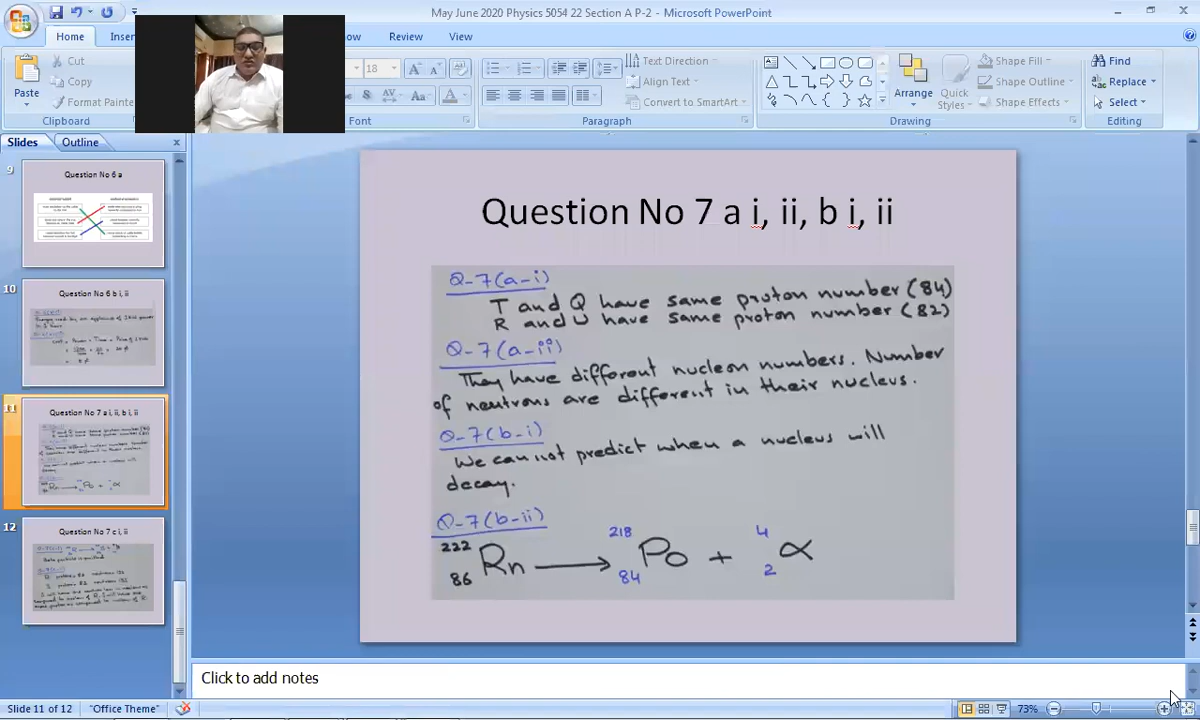 May June 2020 Physics 5054 22 Section A P-2 - Microsoft PowerPoint
Home Inser ow Review View
Cut
Copy
Format Painte
Paste
Clipboard
18
Font
Text Direction
Align Text
Convert to SmartArt
Paragraph
Arrange
Quick Styles
Shape Fill
Shape Outline
Shape Effects
Drawing
Find
Replace
Select
Editing
Slides Outline
9
Question No 6 a
10
Question No 6 b i, ii
11
Question No 7 a i, ii, b i, ii
12
Question No 7 c i, ii
Question No 7 a i, ii, b i, ii
Q-7(a-i)
T and Q have same proton number (84)
R and U have same proton number (82)
Q-7(a-ii)
They have different nucleon numbers. Number
of neutrons are different in their nucleus.
Q-7(b-i)
We cannot predict when a nucleus will
decay.
Q-7(b-ii)
222 86 Rn ⟶ 218 84 Po + 4 2 α
Click to add notes
Slide 11 of 12 "Office Theme" 73%